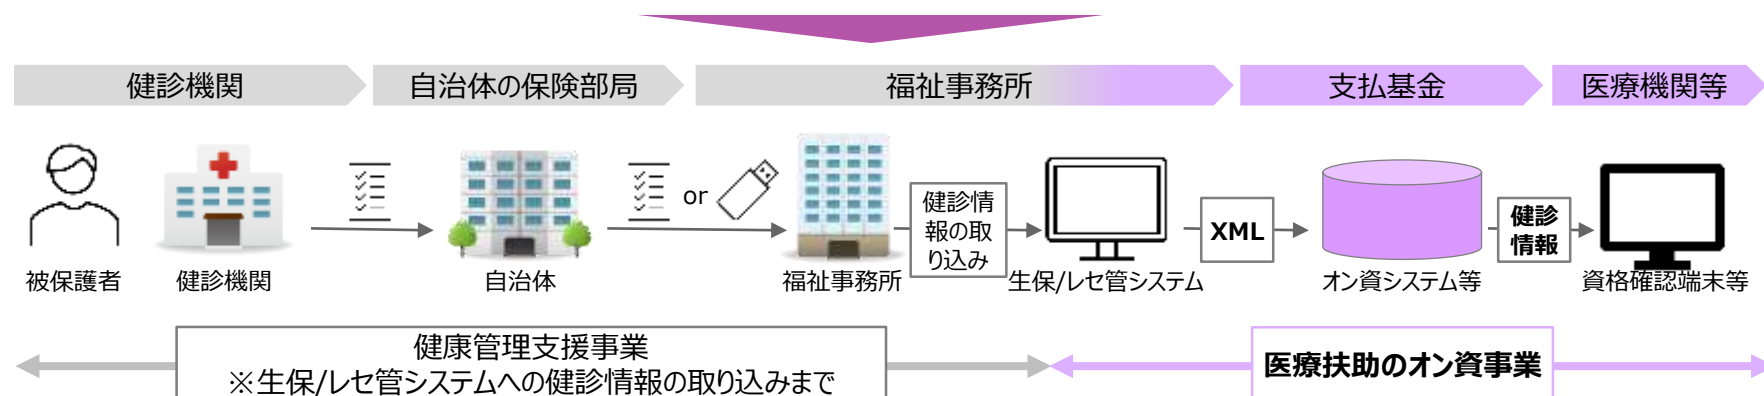 健診機関
自治体の保険部局
福祉事務所
支払基金
医療機関等
or
健診情
報の取
り込み
XML
健診
情報
被保護者
健診機関
自治体
福祉事務所
生保/レセ管システム
オン資システム等
資格確認端末等
健康管理支援事業
※生保/レセ管システムへの健診情報の取り込みまで
医療扶助のオン資事業